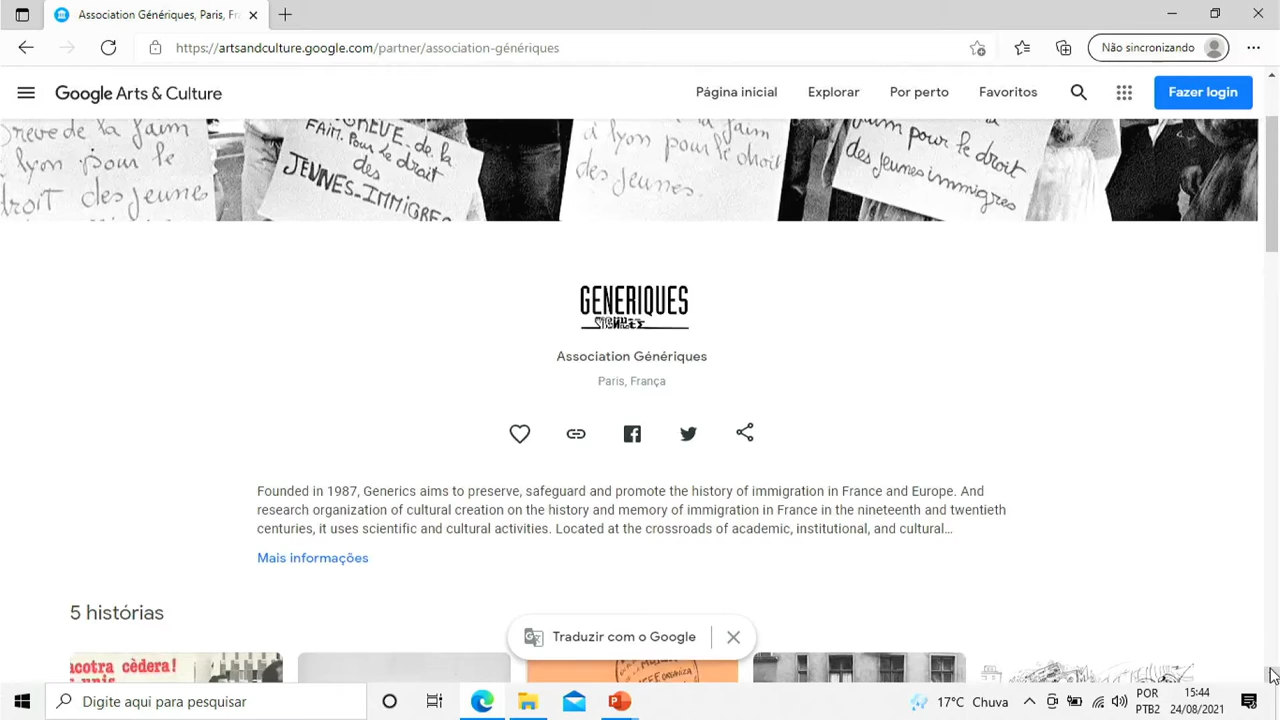 Association Génériques, Paris, Fr
https://artsandculture.google.com/partner/association-génériques
Não sincronizando
Google Arts & Culture
Página inicial
Explorar
Por perto
Favoritos
Fazer login
de la faim
lyon pour le
droit des jeunes
GREVE. de la
FAIM. Pour le droit
des
JEUNES-IMMIGRES
à lyon pour le droit
des jeunes.
faim pour le droit
des jeunes immigres
GENERIQUES
Association Génériques
Paris, França
Founded in 1987, Generics aims to preserve, safeguard and promote the history of immigration in France and Europe. And
research organization of cultural creation on the history and memory of immigration in France in the nineteenth and twentieth
centuries, it uses scientific and cultural activities. Located at the crossroads of academic, institutional, and cultural...
Mais informações
5 histórias
Traduzir com o Google
acotra cèdera!
Digite aqui para pesquisar
17°C Chuva
POR
PTB2
15:44
24/08/2021